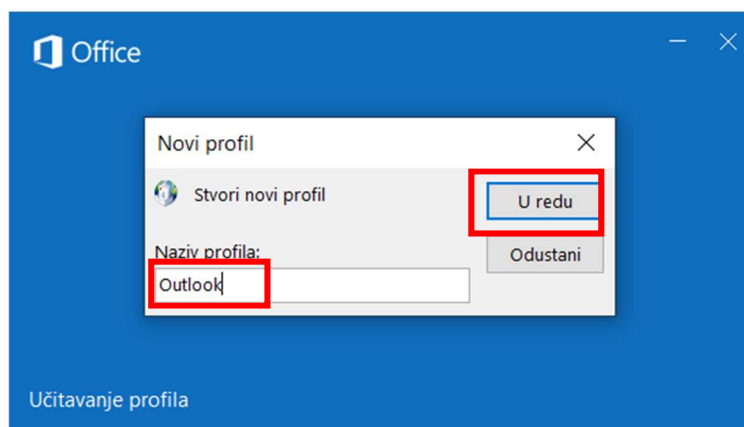 Office
Novi profil
Stvori novi profil
U redu
Naziv profila:
Odustani
Outlook
Učitavanje profila